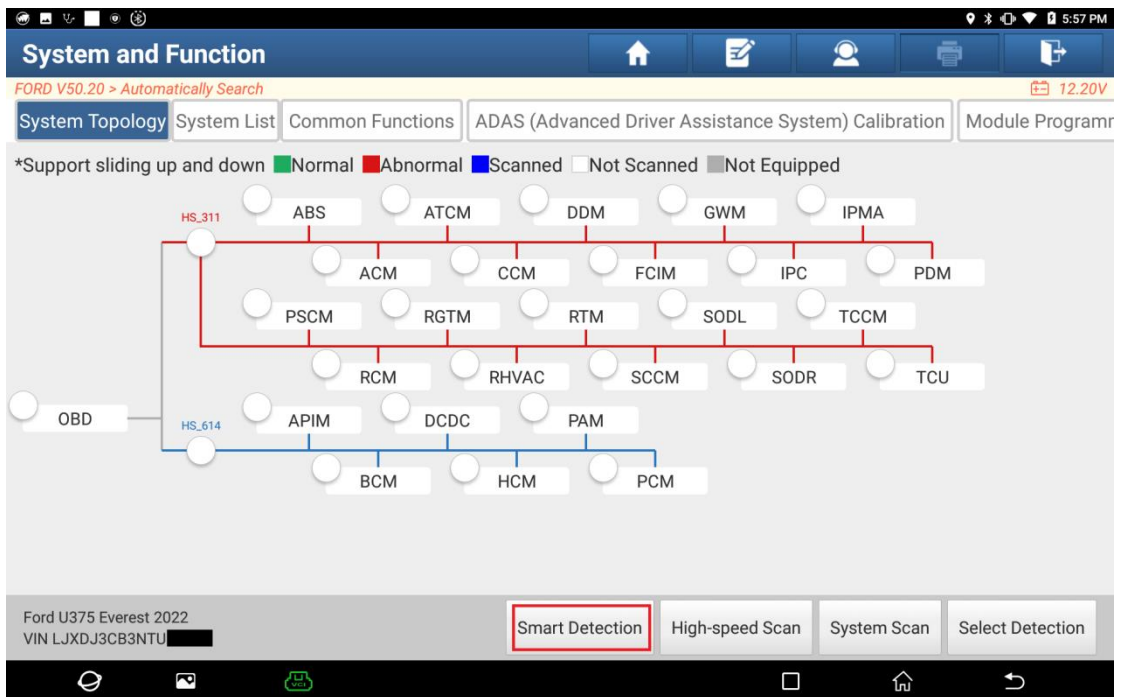 5:57 PM
System and Function
FORD V50.20 > Automatically Search
12.20V
System Topology
System List
Common Functions
ADAS (Advanced Driver Assistance System) Calibration
Module Programm
*Support sliding up and down Normal Abnormal Scanned Not Scanned Not Equipped
HS_311
ABS ATCM DDM GWM IPMA
ACM CCM FCIM IPC PDM
PSCM RGTM RTM SODL TCCM
RCM RHVAC SCCM SODR TCU
OBD
HS_614
APIM DCDC PAM
BCM HCM PCM
Ford U375 Everest 2022
VIN LJXDJ3CB3NTU
Smart Detection
High-speed Scan
System Scan
Select Detection
VCI